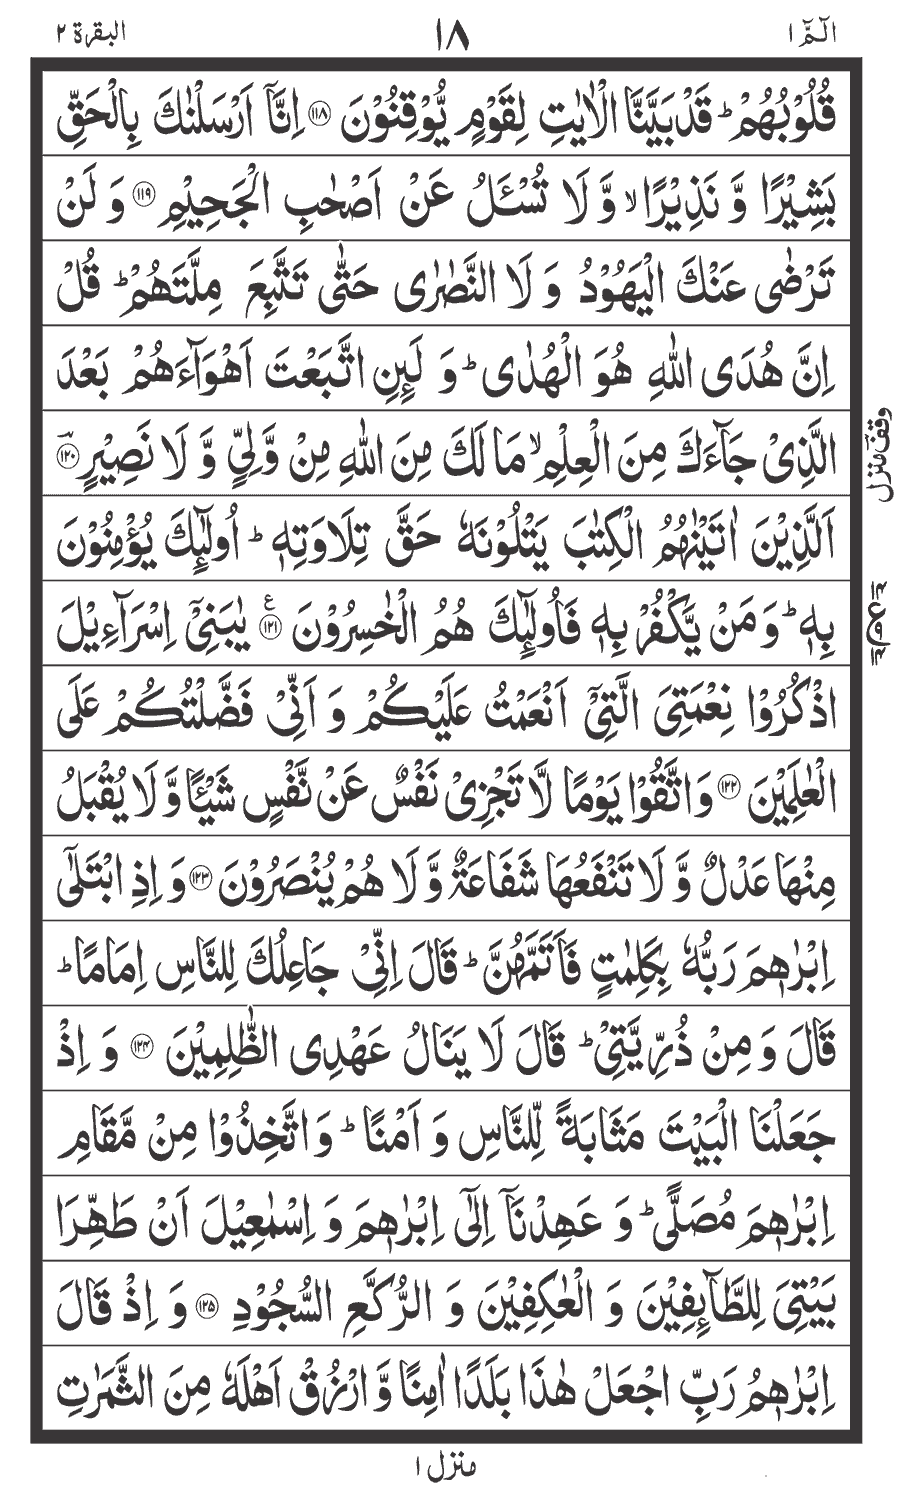 الٓمّٓ ١
١٨
البقرة ٢
قُلُوْبُهُمْ ؕ قَدْ بَيَّنَّا الْاٰيٰتِ لِقَوْمٍ يُّوْقِنُوْنَ ۝۱۱۸ اِنَّاۤ اَرْسَلْنٰكَ بِالْحَقِّ
بَشِيْرًا وَّ نَذِيْرًا ۙ وَّ لَا تُسْـَٔلُ عَنْ اَصْحٰبِ الْجَحِيْمِ ۝۱۱۹ وَ لَنْ
تَرْضٰى عَنْكَ الْيَهُوْدُ وَ لَا النَّصٰرٰى حَتّٰى تَتَّبِعَ مِلَّتَهُمْ ؕ قُلْ
اِنَّ هُدَى اللّٰهِ هُوَ الْهُدٰى ؕ وَ لَىِٕنِ اتَّبَعْتَ اَهْوَآءَهُمْ بَعْدَ
الَّذِيْ جَآءَكَ مِنَ الْعِلْمِ ۙ مَا لَكَ مِنَ اللّٰهِ مِنْ وَّلِيٍّ وَّ لَا نَصِيْرٍ ۝۱۲۰ؔ
وقف منزل
اَلَّذِيْنَ اٰتَيْنٰهُمُ الْكِتٰبَ يَتْلُوْنَهٗ حَقَّ تِلَاوَتِهٖ ؕ اُولٰٓىِٕكَ يُؤْمِنُوْنَ
بِهٖ ؕ وَ مَنْ يَّكْفُرْ بِهٖ فَاُولٰٓىِٕكَ هُمُ الْخٰسِرُوْنَ ۝۱۲۱ع يٰبَنِيْۤ اِسْرَآءِيْلَ
اذْكُرُوْا نِعْمَتِيَ الَّتِيْۤ اَنْعَمْتُ عَلَيْكُمْ وَ اَنِّيْ فَضَّلْتُكُمْ عَلَى
الْعٰلَمِيْنَ ۝۱۲۲ وَ اتَّقُوْا يَوْمًا لَّا تَجْزِيْ نَفْسٌ عَنْ نَّفْسٍ شَيْـًٔا وَّ لَا يُقْبَلُ
مِنْهَا عَدْلٌ وَّ لَا تَنْفَعُهَا شَفَاعَةٌ وَّ لَا هُمْ يُنْصَرُوْنَ ۝۱۲۳ وَ اِذِ ابْتَلٰۤى
اِبْرٰهٖمَ رَبُّهٗ بِكَلِمٰتٍ فَاَتَمَّهُنَّ ؕ قَالَ اِنِّيْ جَاعِلُكَ لِلنَّاسِ اِمَامًا ؕ
قَالَ وَ مِنْ ذُرِّيَّتِيْ ؕ قَالَ لَا يَنَالُ عَهْدِي الظّٰلِمِيْنَ ۝۱۲۴ وَ اِذْ
جَعَلْنَا الْبَيْتَ مَثَابَةً لِّلنَّاسِ وَ اَمْنًا ؕ وَ اتَّخِذُوْا مِنْ مَّقَامِ
اِبْرٰهٖمَ مُصَلًّى ؕ وَ عَهِدْنَاۤ اِلٰۤى اِبْرٰهٖمَ وَ اِسْمٰعِيْلَ اَنْ طَهِّرَا
بَيْتِيَ لِلطَّآىِٕفِيْنَ وَ الْعٰكِفِيْنَ وَ الرُّكَّعِ السُّجُوْدِ ۝۱۲۵ وَ اِذْ قَالَ
اِبْرٰهٖمُ رَبِّ اجْعَلْ هٰذَا بَلَدًا اٰمِنًا وَّ ارْزُقْ اَهْلَهٗ مِنَ الثَّمَرٰتِ
منزل ١